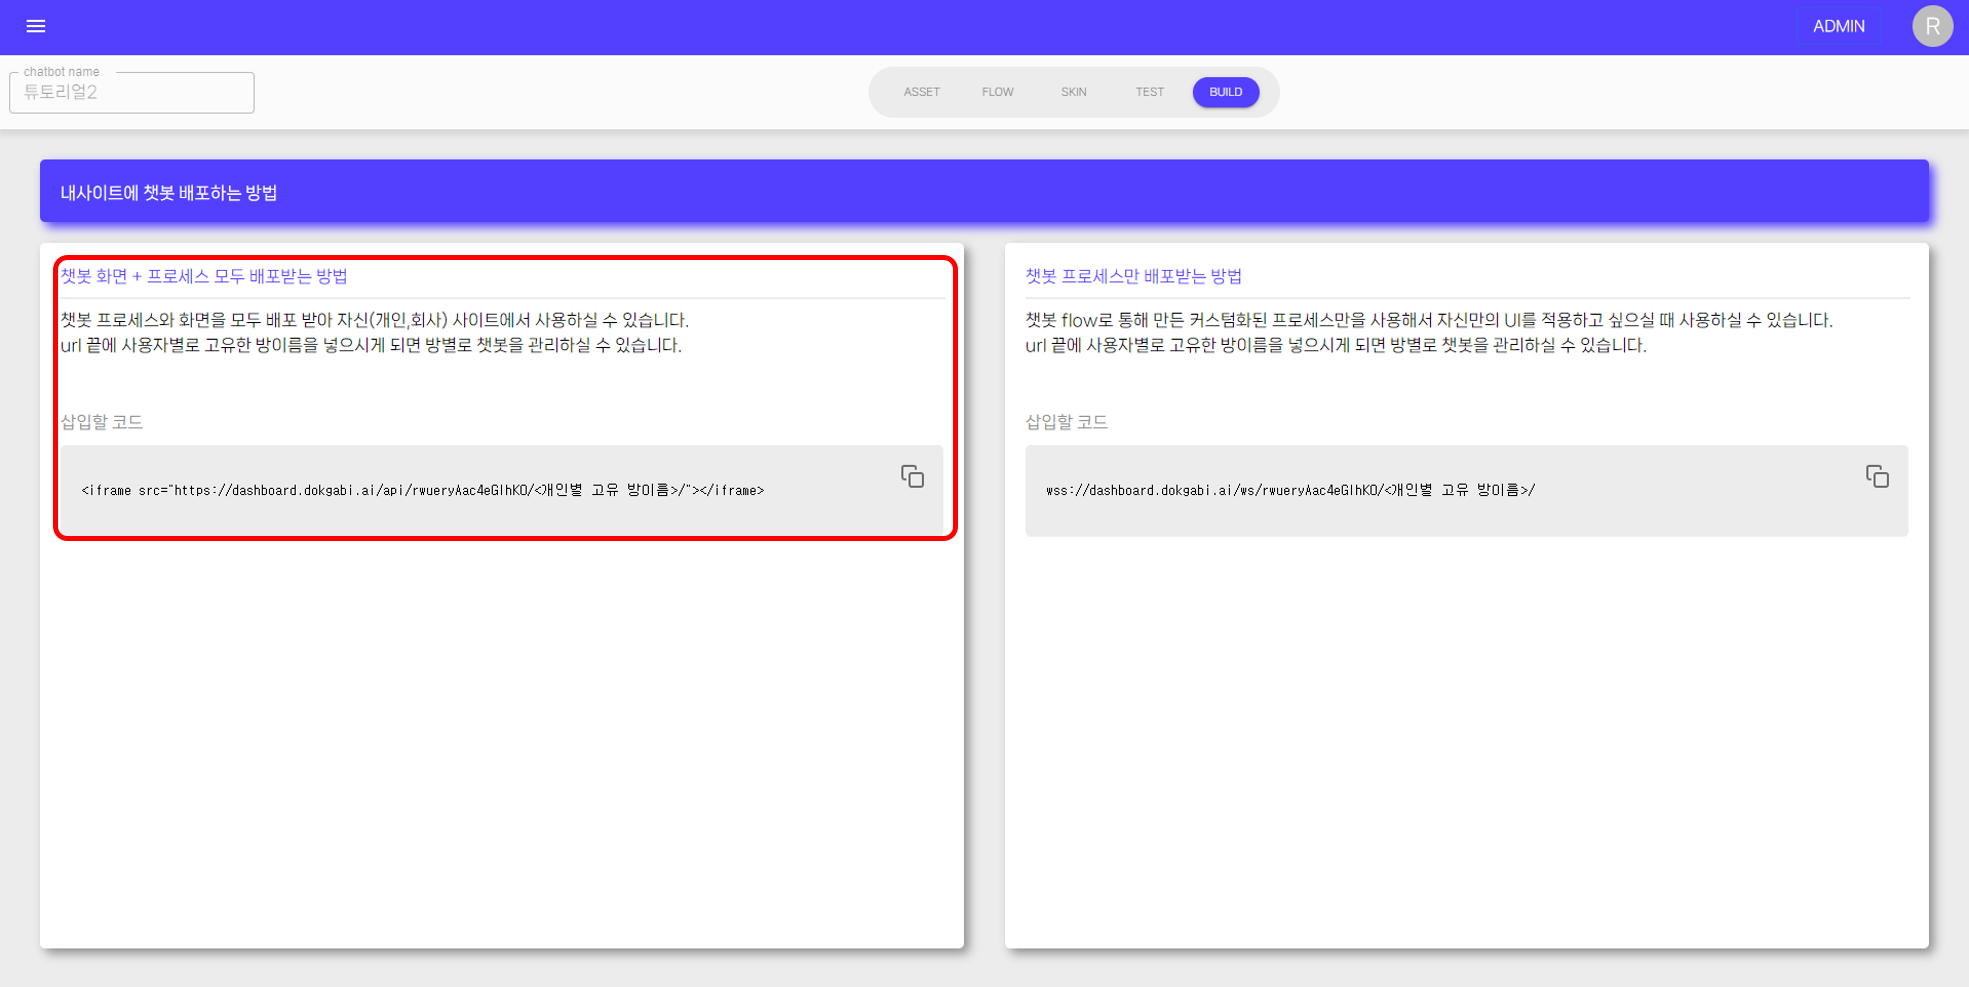 ADMIN
R
chatbot name
튜토리얼2
ASSET
FLOW
SKIN
TEST
BUILD
내사이트에 챗봇 배포하는 방법
챗봇 화면 + 프로세스 모두 배포받는 방법
챗봇 프로세스와 화면을 모두 배포 받아 자신(개인,회사) 사이트에서 사용하실 수 있습니다.
url 끝에 사용자별로 고유한 방이름을 넣으시게 되면 방별로 챗봇을 관리하실 수 있습니다.
삽입할 코드
<iframe src="https://dashboard.dokgabi.ai/api/rwueryAac4eGlhKO/<개인별 고유 방이름>/"></iframe>
챗봇 프로세스만 배포받는 방법
챗봇 flow로 통해 만든 커스텀화된 프로세스만을 사용해서 자신만의 UI를 적용하고 싶으실 때 사용하실 수 있습니다.
url 끝에 사용자별로 고유한 방이름을 넣으시게 되면 방별로 챗봇을 관리하실 수 있습니다.
삽입할 코드
wss://dashboard.dokgabi.ai/ws/rwueryAac4eGlhKO/<개인별 고유 방이름>/